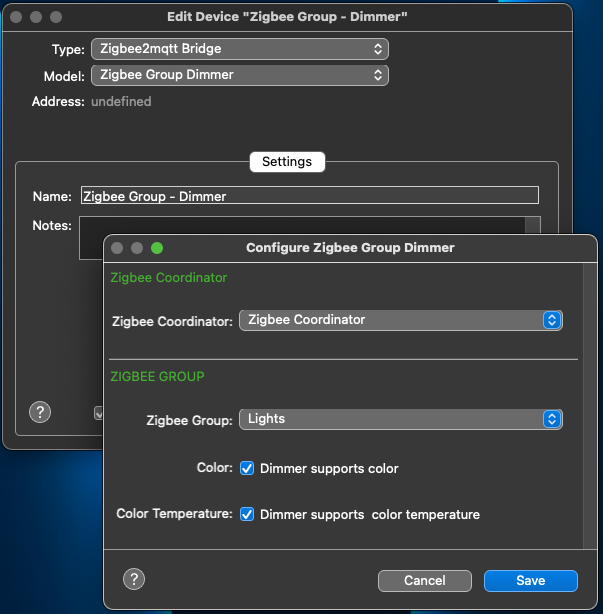 Edit Device "Zigbee Group - Dimmer"
Type: Zigbee2mqtt Bridge
Model: Zigbee Group Dimmer
Address: undefined
Settings
Name: Zigbee Group - Dimmer
Notes:
Configure Zigbee Group Dimmer
Zigbee Coordinator
Zigbee Coordinator: Zigbee Coordinator
ZIGBEE GROUP
Zigbee Group: Lights
Color: Dimmer supports color
Color Temperature: Dimmer supports color temperature
?
? Cancel Save